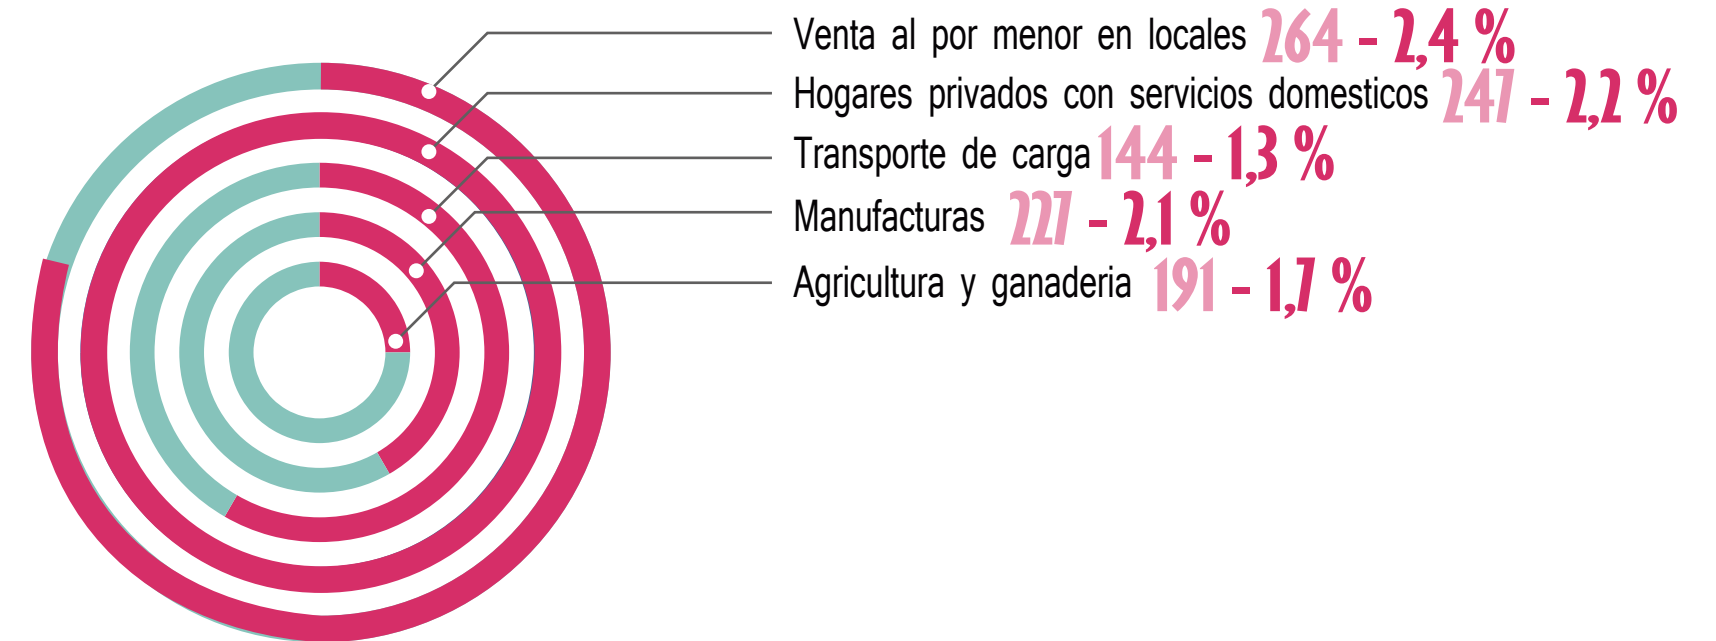 Venta al por menor en locales 264 - 2,4 %
Hogares privados con servicios domesticos 247 - 2,2 %
Transporte de carga 144 - 1,3 %
Manufacturas 227 - 2,1 %
Agricultura y ganaderia 191 - 1,7 %